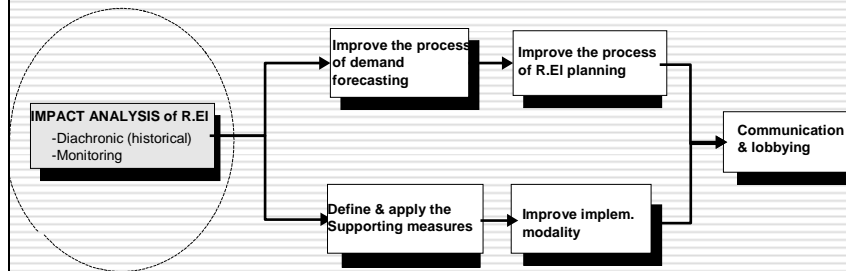 Improve the process
of demand
forecasting
Improve the process
of R.EI planning
IMPACT ANALYSIS of R.EI
-Diachronic (historical)
-Monitoring
Communication
& lobbying
Define & apply the
Supporting measures
Improve implem.
modality